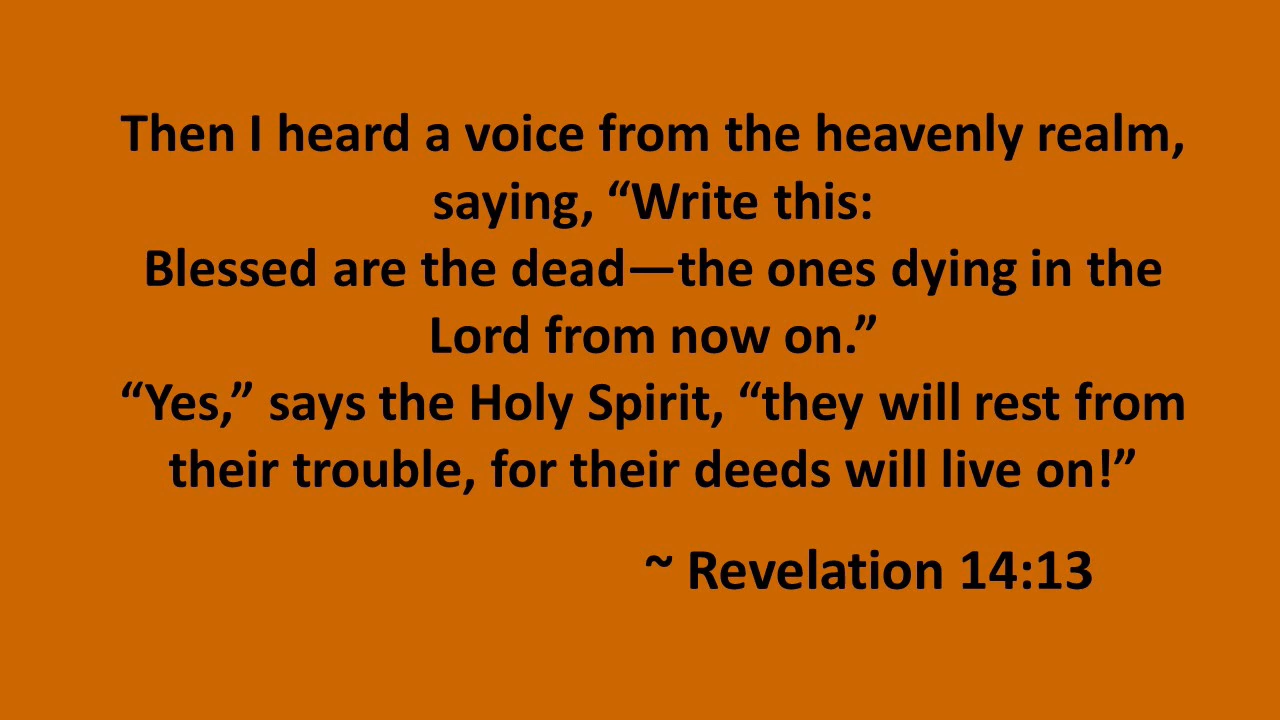 Then I heard a voice from the heavenly realm,
saying, “Write this:
Blessed are the dead—the ones dying in the
Lord from now on.”
“Yes,” says the Holy Spirit, “they will rest from
their trouble, for their deeds will live on!”
~ Revelation 14:13